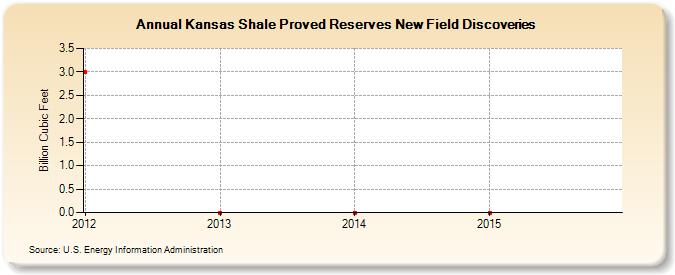 Annual Kansas Shale Proved Reserves New Field Discoveries
Billion Cubic Feet
3.5
3.0
2.5
2.0
1.5
1.0
0.5
0.0
2012 2013 2014 2015
Source: U.S. Energy Information Administration